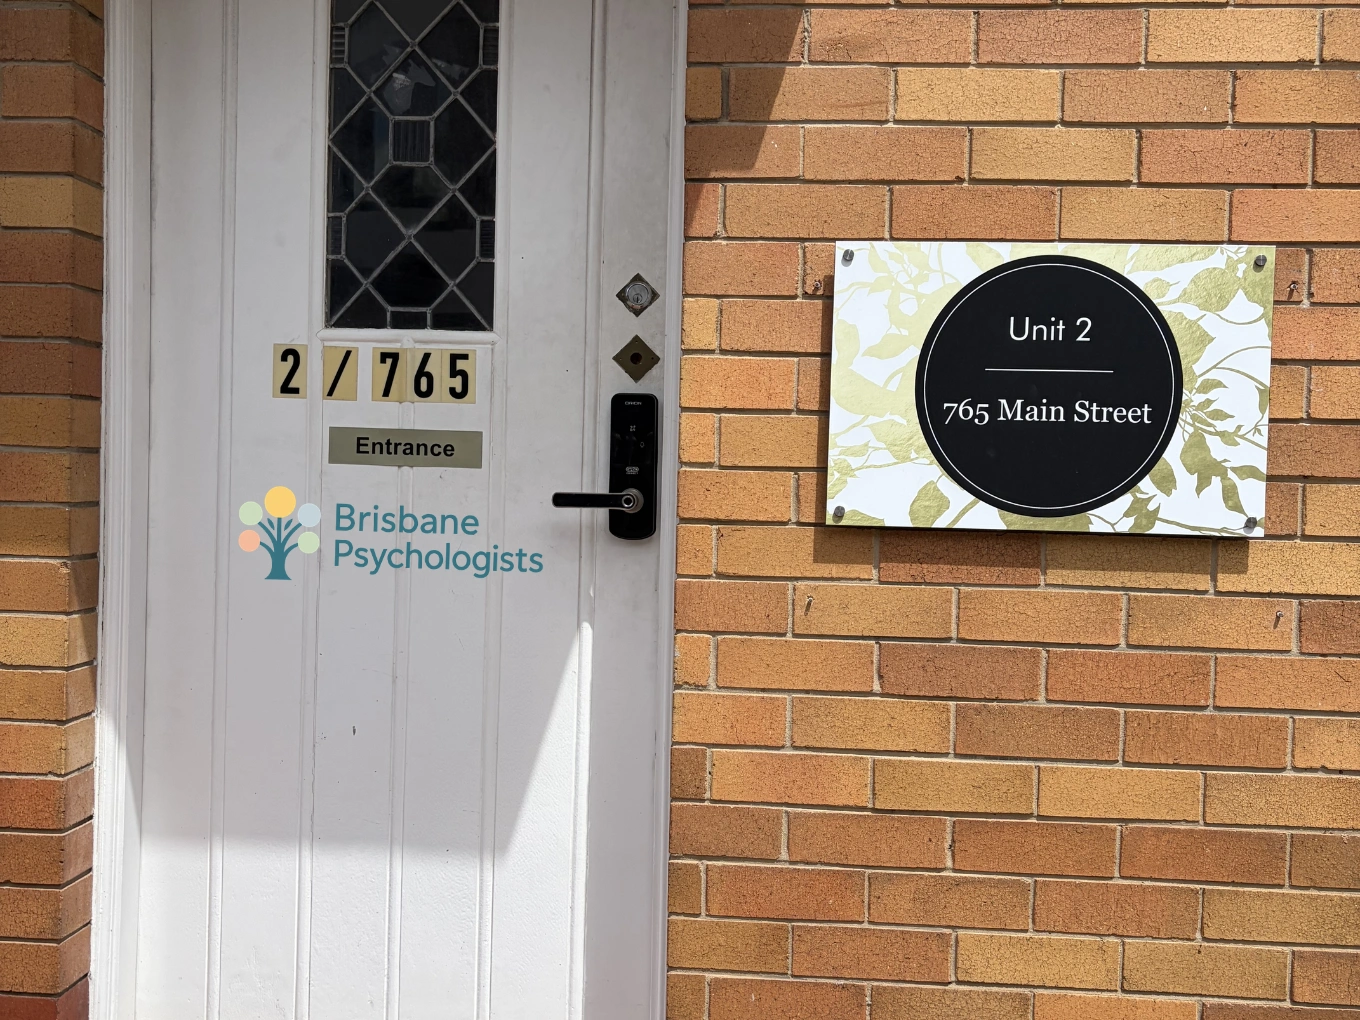 2 / 765
Entrance
Brisbane
Psychologists
Unit 2
765 Main Street